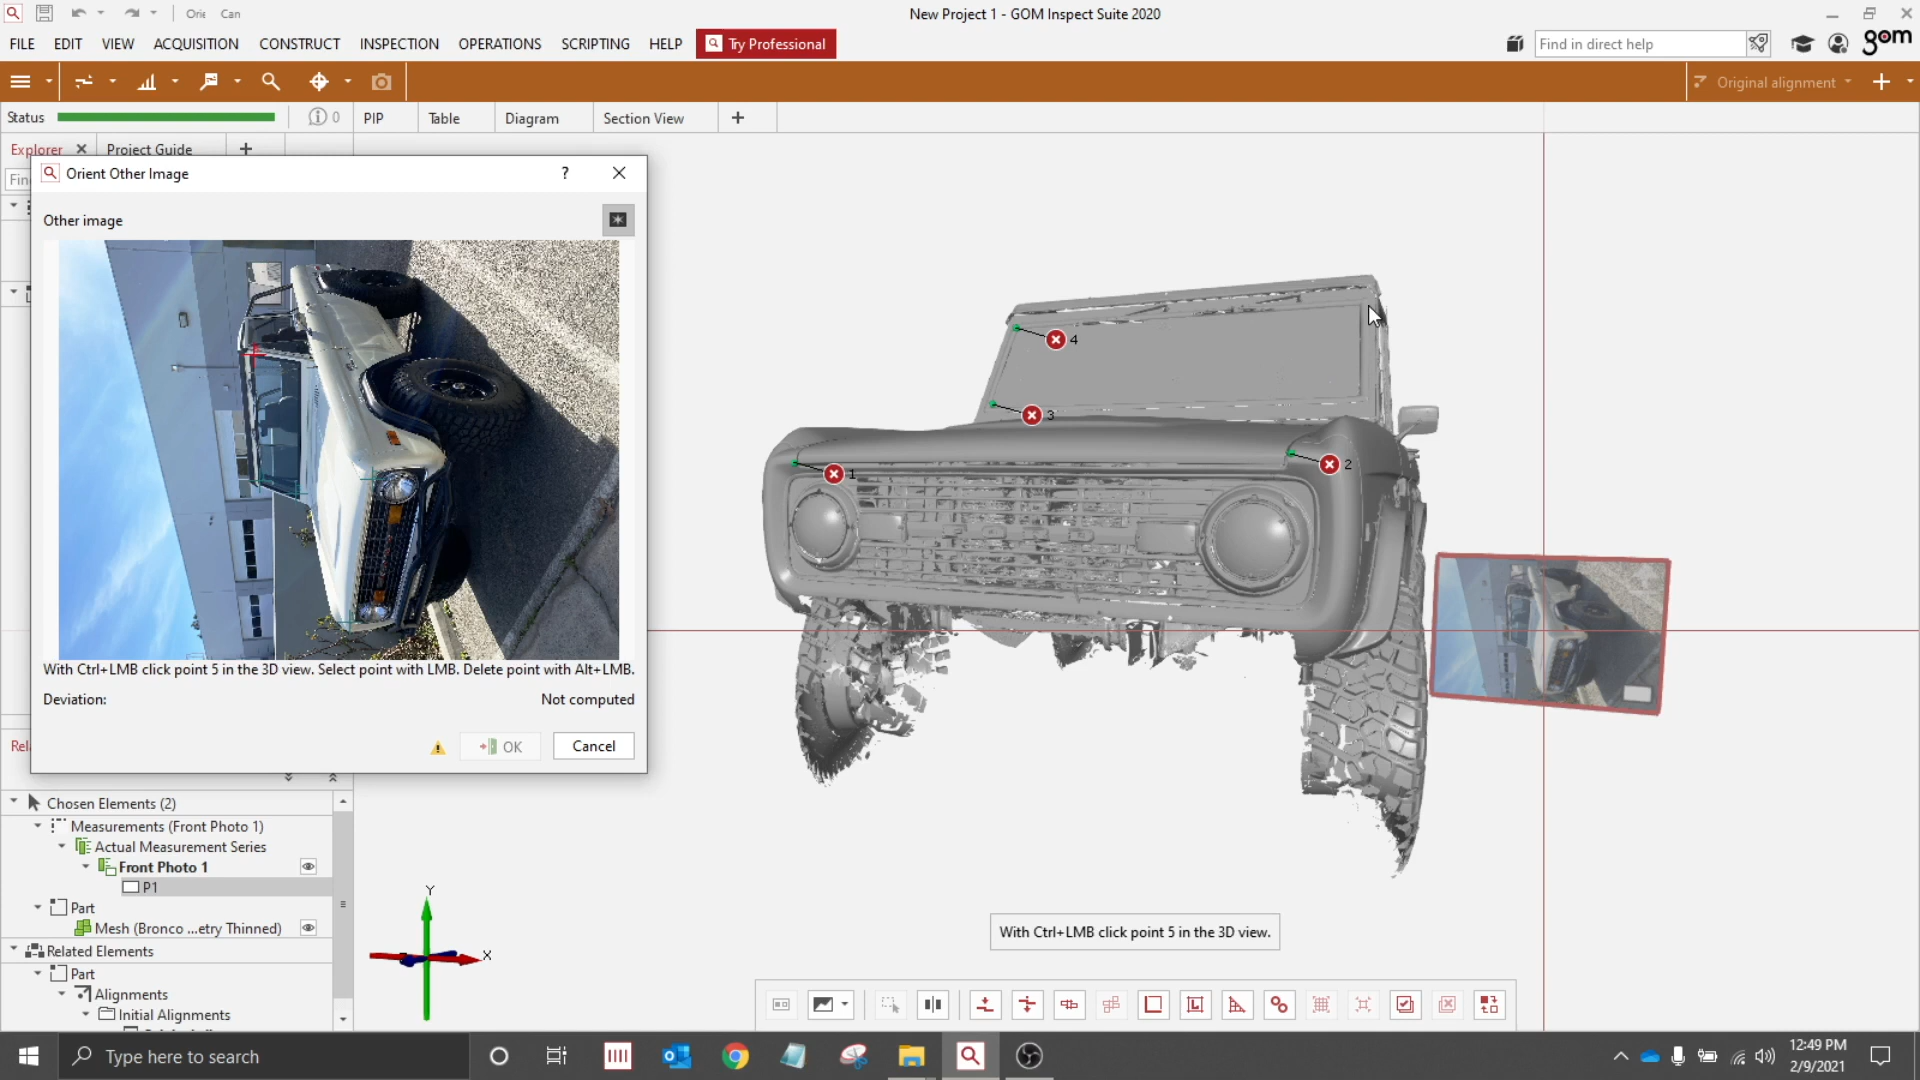 Orie Can
New Project 1 - GOM Inspect Suite 2020
FILE EDIT VIEW ACQUISITION CONSTRUCT INSPECTION OPERATIONS SCRIPTING HELP Try Professional
Find in direct help
gom
Original alignment
Status
0
PIP Table Diagram Section View
Explorer Project Guide
Fin
Orient Other Image
?
Other image
With Ctrl+LMB click point 5 in the 3D view. Select point with LMB. Delete point with Alt+LMB.
Deviation: Not computed
OK Cancel
Rel
4
3
1
2
Chosen Elements (2)
Measurements (Front Photo 1)
Actual Measurement Series
Front Photo 1
P1
Part
Mesh (Bronco ...etry Thinned)
Related Elements
Part
Alignments
Initial Alignments
Y
X
With Ctrl+LMB click point 5 in the 3D view.
Type here to search
12:49 PM
2/9/2021